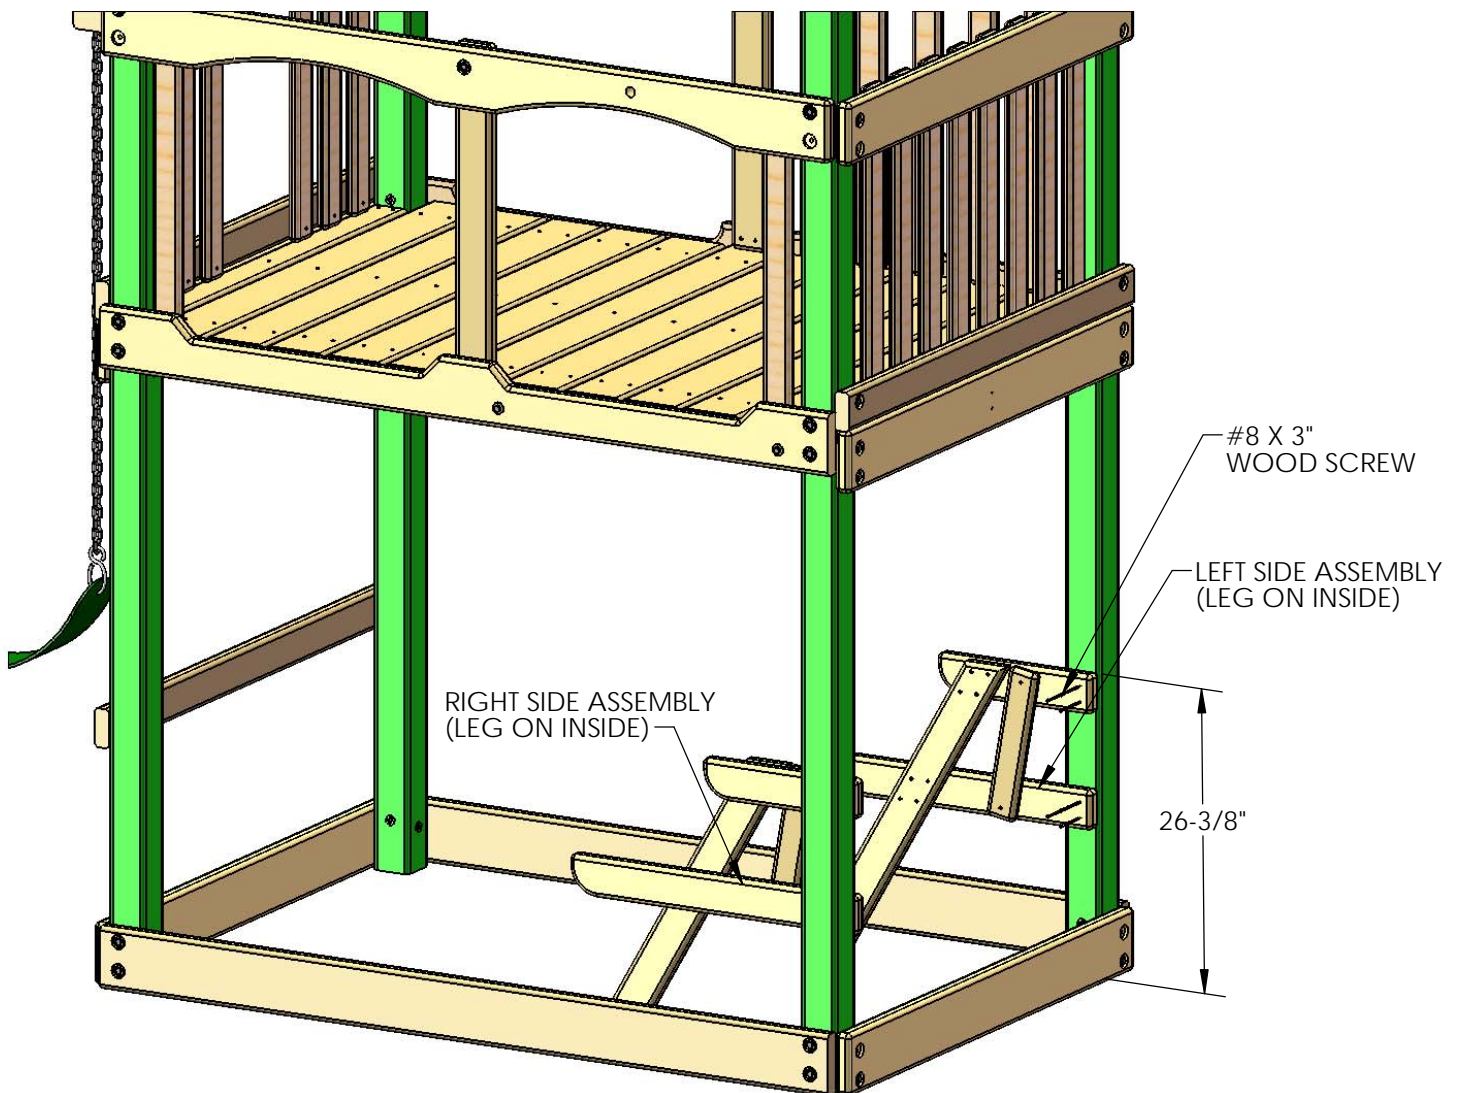 #8 X 3"
WOOD SCREW
LEFT SIDE ASSEMBLY
(LEG ON INSIDE)
RIGHT SIDE ASSEMBLY
(LEG ON INSIDE)
26-3/8"